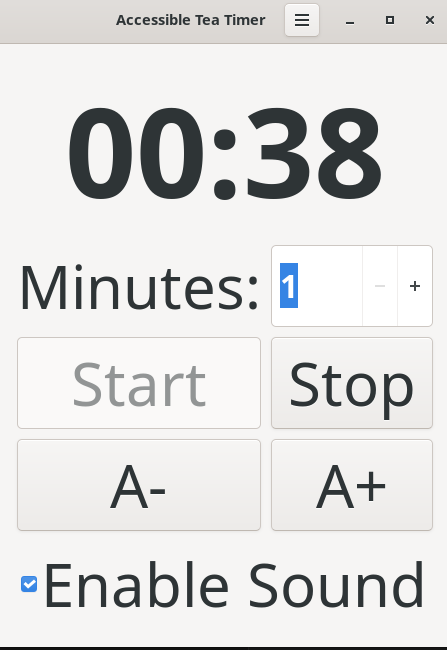 Accessible Tea Timer
00:38
Minutes: 1 − +
Start Stop
A- A+
Enable Sound